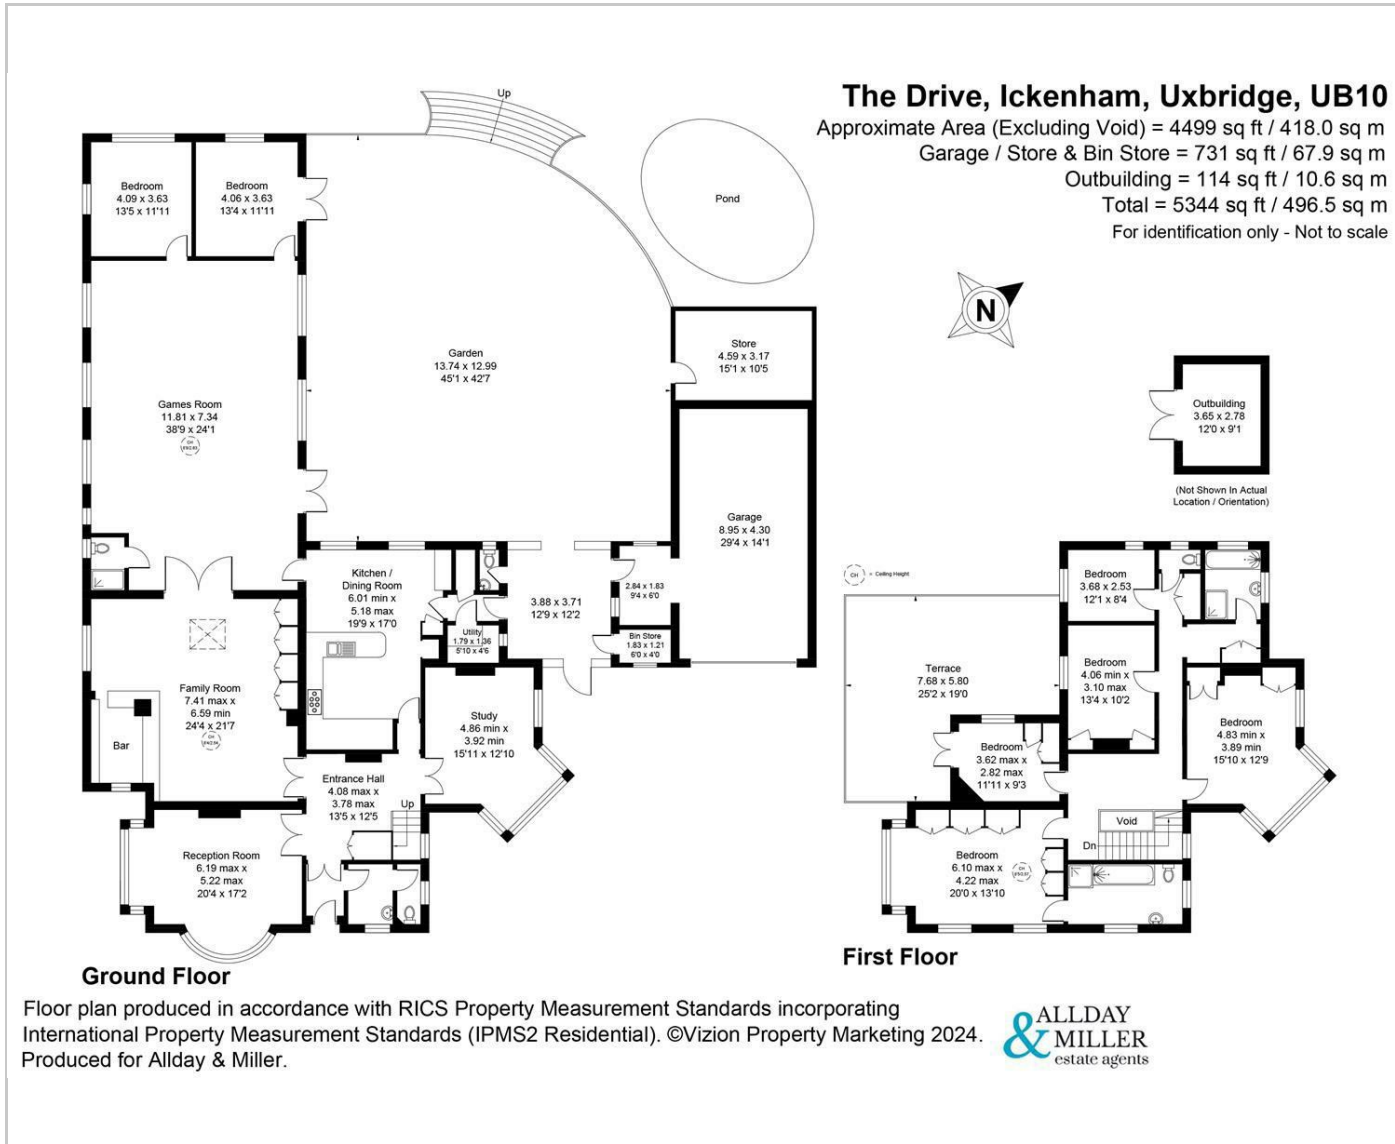 The Drive, Ickenham, Uxbridge, UB10
Approximate Area (Excluding Void) = 4499 sq ft / 418.0 sq m
Garage / Store & Bin Store = 731 sq ft / 67.9 sq m
Outbuilding = 114 sq ft / 10.6 sq m
Total = 5344 sq ft / 496.5 sq m
For identification only - Not to scale
N
Up
Pond
Bedroom
4.09 x 3.63
13'5 x 11'11
Bedroom
4.06 x 3.63
13'4 x 11'11
Garden
13.74 x 12.99
45'1 x 42'7
Store
4.59 x 3.17
15'1 x 10'5
Games Room
11.81 x 7.34
38'9 x 24'1
CH
Garage
8.95 x 4.30
29'4 x 14'1
Kitchen /
Dining Room
6.01 min x
5.18 max
19'9 x 17'0
Utility
1.79 x 1.36
5'10 x 4'6
3.88 x 3.71
12'9 x 12'2
2.84 x 1.83
9'4 x 6'0
Bin Store
1.83 x 1.21
6'0 x 4'0
Family Room
7.41 max x
6.59 min
24'4 x 21'7
CH
Bar
Study
4.86 min x
3.92 min
15'11 x 12'10
Entrance Hall
4.08 max x
3.78 max
13'5 x 12'5
Up
Reception Room
6.19 max x
5.22 max
20'4 x 17'2
Ground Floor
Outbuilding
3.65 x 2.78
12'0 x 9'1
(Not Shown In Actual
Location / Orientation)
CH = Ceiling Height
Bedroom
3.68 x 2.53
12'1 x 8'4
Terrace
7.68 x 5.80
25'2 x 19'0
Bedroom
4.06 min x
3.10 max
13'4 x 10'2
Bedroom
4.83 min x
3.89 min
15'10 x 12'9
Bedroom
3.62 max x
2.82 max
11'11 x 9'3
Void
Dn
Bedroom
6.10 max x
4.22 max
20'0 x 13'10
CH
First Floor
Floor plan produced in accordance with RICS Property Measurement Standards incorporating
International Property Measurement Standards (IPMS2 Residential). ©Vizion Property Marketing 2024.
Produced for Allday & Miller.
ALLDAY
& MILLER
estate agents